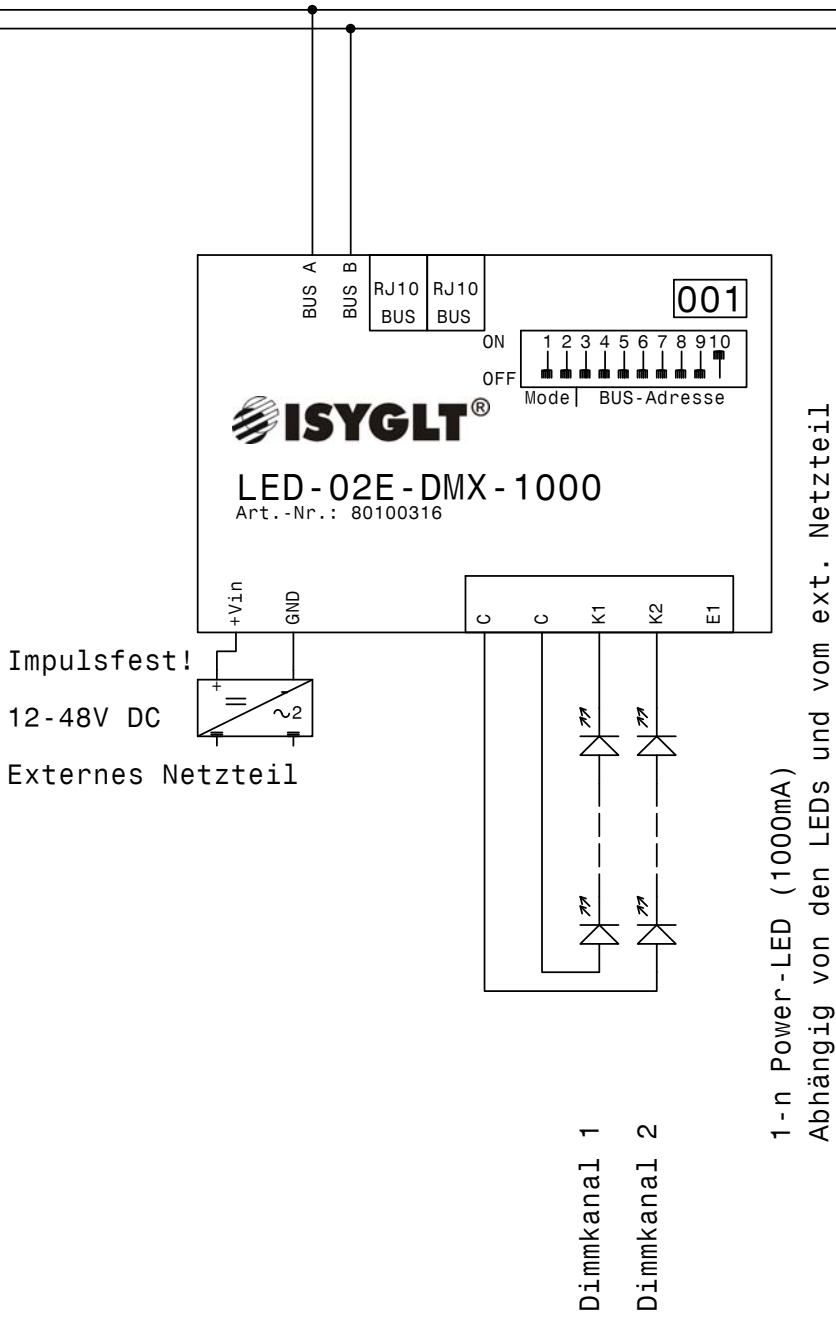 BUS A
BUS B
RJ10
BUS
RJ10
BUS
001
ON
1 2 3 4 5 6 7 8 9 10
OFF
Mode BUS-Adresse
ISYGLT®
LED-02E-DMX-1000
Art.-Nr.: 80100316
+Vin
GND
C
C
K1
K2
E1
Impulsfest!
12-48V DC
Externes Netzteil
+
-
=
~2
Dimmkanal 1
Dimmkanal 2
1-n Power-LED (1000mA)
Abhängig von den LEDs und vom ext. Netzteil